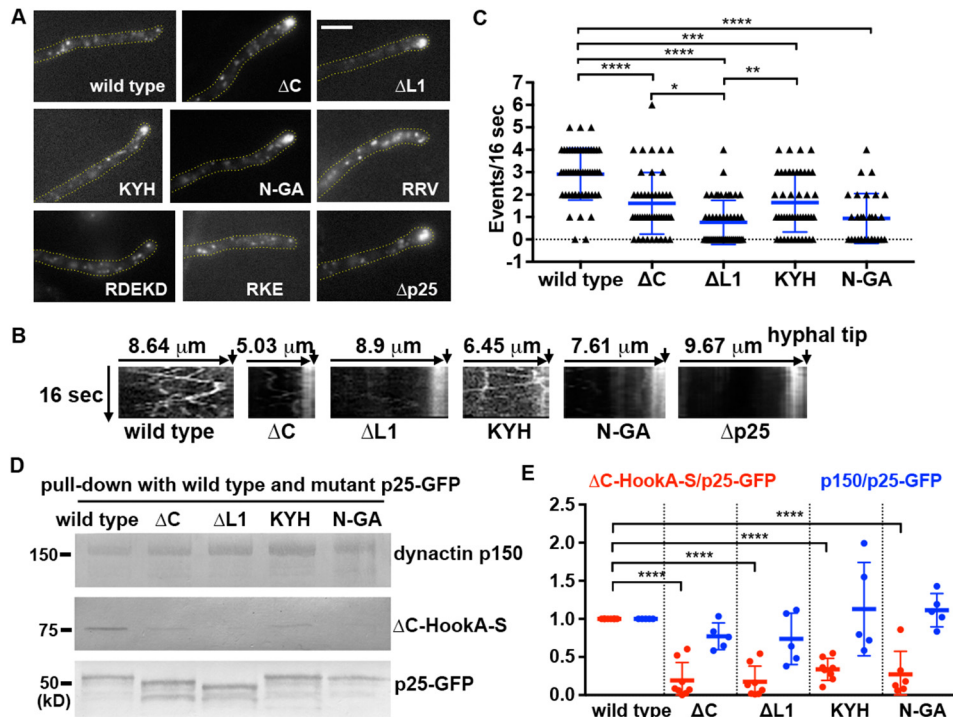 A
wild type
ΔC
ΔL1
KYH
N-GA
RRV
RDEKD
RKE
Δp25
C
****
***
****
****
**
*
Events/16 sec
7
6
5
4
3
2
1
0
-1
wild type
ΔC
ΔL1
KYH
N-GA
B
8.64 μm
5.03 μm
8.9 μm
6.45 μm
7.61 μm
9.67 μm
hyphal tip
16 sec
wild type
ΔC
ΔL1
KYH
N-GA
Δp25
D
pull-down with wild type and mutant p25-GFP
wild type
ΔC
ΔL1
KYH
N-GA
150
dynactin p150
75
ΔC-HookA-S
50
(kD)
p25-GFP
E
ΔC-HookA-S/p25-GFP
p150/p25-GFP
2.5
2.0
1.5
1.0
0.5
0.0
****
****
****
****
wild type
ΔC
ΔL1
KYH
N-GA